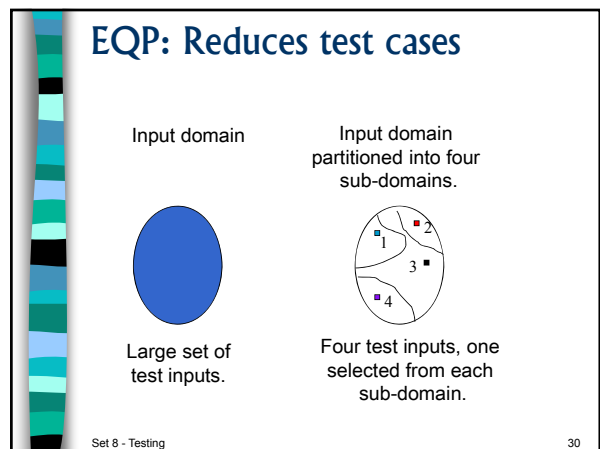 EQP: Reduces test cases
Input domain
Large set of
test inputs.
Input domain
partitioned into four
sub-domains.
1
2
3
4
Four test inputs, one
selected from each
sub-domain.
Set 8 - Testing
30